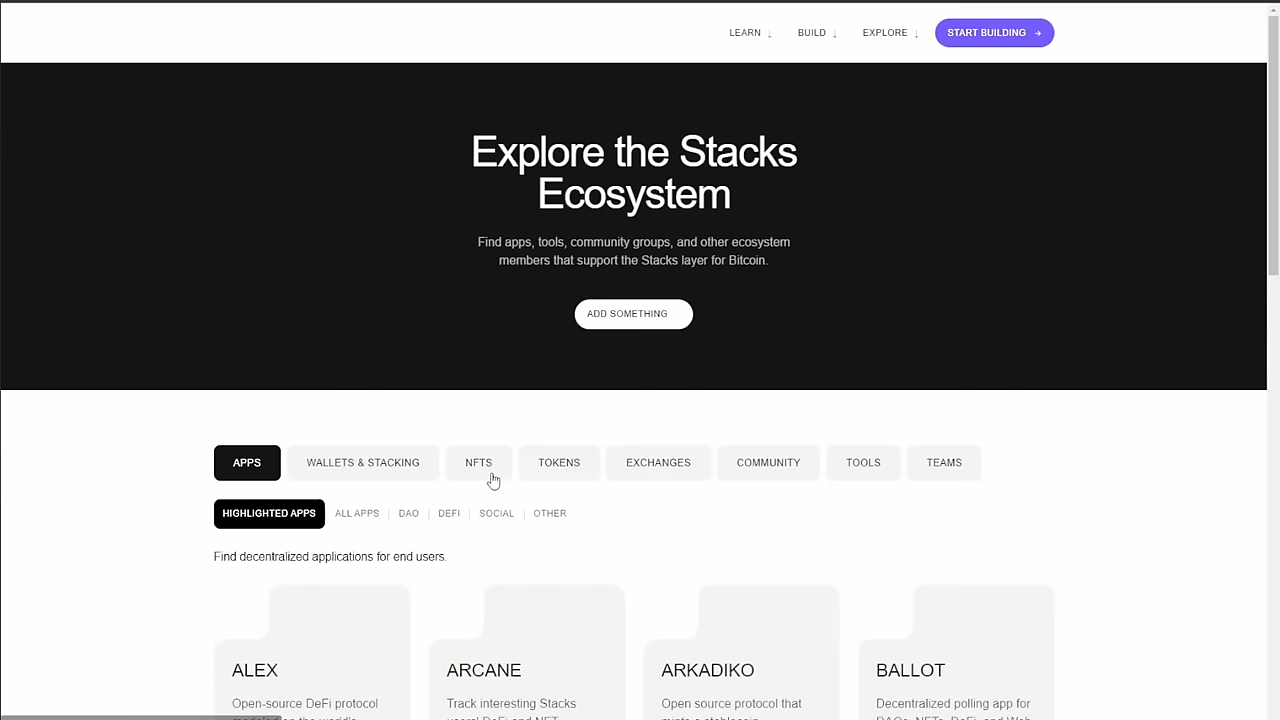 LEARN ↓ BUILD ↓ EXPLORE ↓ START BUILDING →
Explore the Stacks
Ecosystem
Find apps, tools, community groups, and other ecosystem
members that support the Stacks layer for Bitcoin.
ADD SOMETHING
APPS WALLETS & STACKING NFTS TOKENS EXCHANGES COMMUNITY TOOLS TEAMS
HIGHLIGHTED APPS ALL APPS | DAO | DEFI | SOCIAL | OTHER
Find decentralized applications for end users.
ALEX ARCANE ARKADIKO BALLOT
Open-source DeFi protocol Track interesting Stacks Open source protocol that Decentralized polling app for